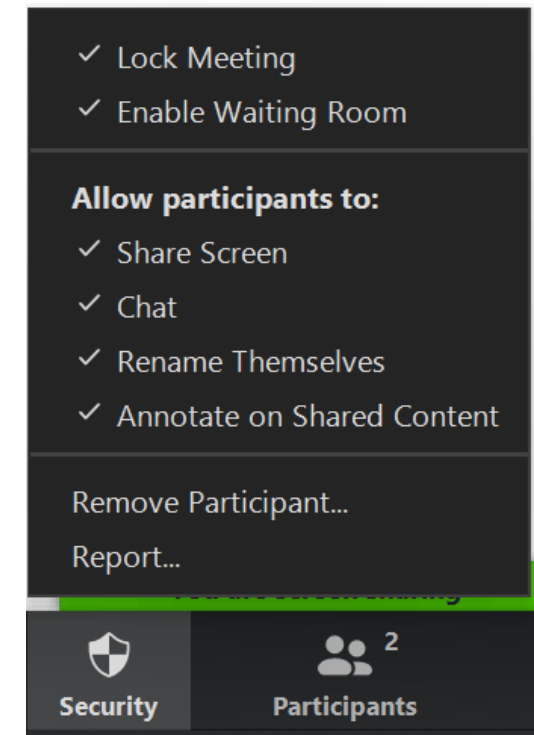 Lock Meeting
Enable Waiting Room
Allow participants to:
Share Screen
Chat
Rename Themselves
Annotate on Shared Content
Remove Participant...
Report...
2
Security
Participants